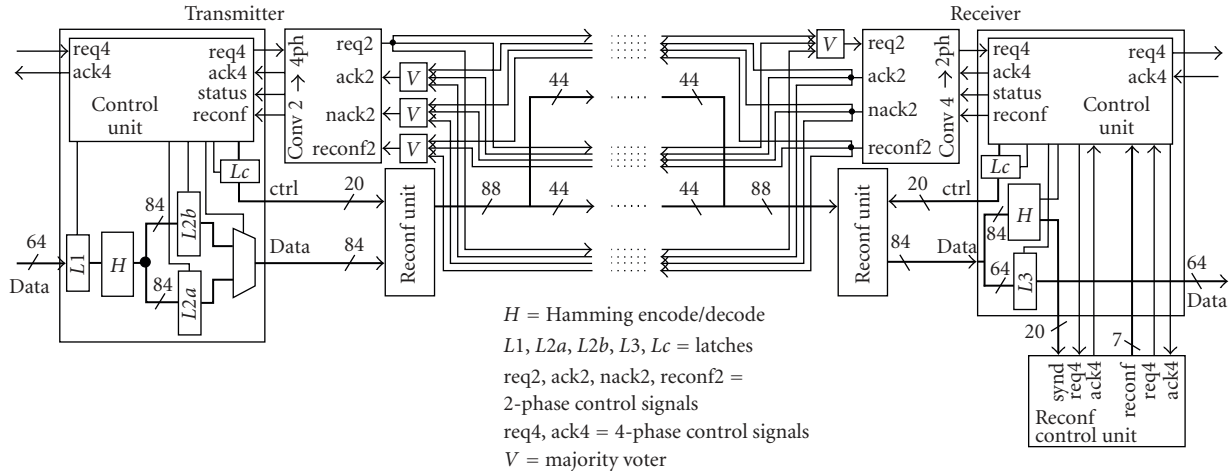 Transmitter
Receiver
req4
ack4
req4
ack4
status
reconf
Control
unit
Conv 2 → 4ph
req2
ack2
nack2
reconf2
V
V
V
44
44
V
req2
ack2
nack2
reconf2
Conv 4 → 2ph
req4
ack4
status
reconf
req4
ack4
Control
unit
Lc
ctrl
20
Reconf unit
88
44
44
88
Reconf unit
20
ctrl
Lc
64
Data
L1
H
84
L2b
84
L2a
Data
84
84
Data
84
H
64
L3
64
Data
20
7
synd
req4
ack4
reconf
req4
ack4
Reconf
control unit
H = Hamming encode/decode
L1, L2a, L2b, L3, Lc = latches
req2, ack2, nack2, reconf2 =
2-phase control signals
req4, ack4 = 4-phase control signals
V = majority voter